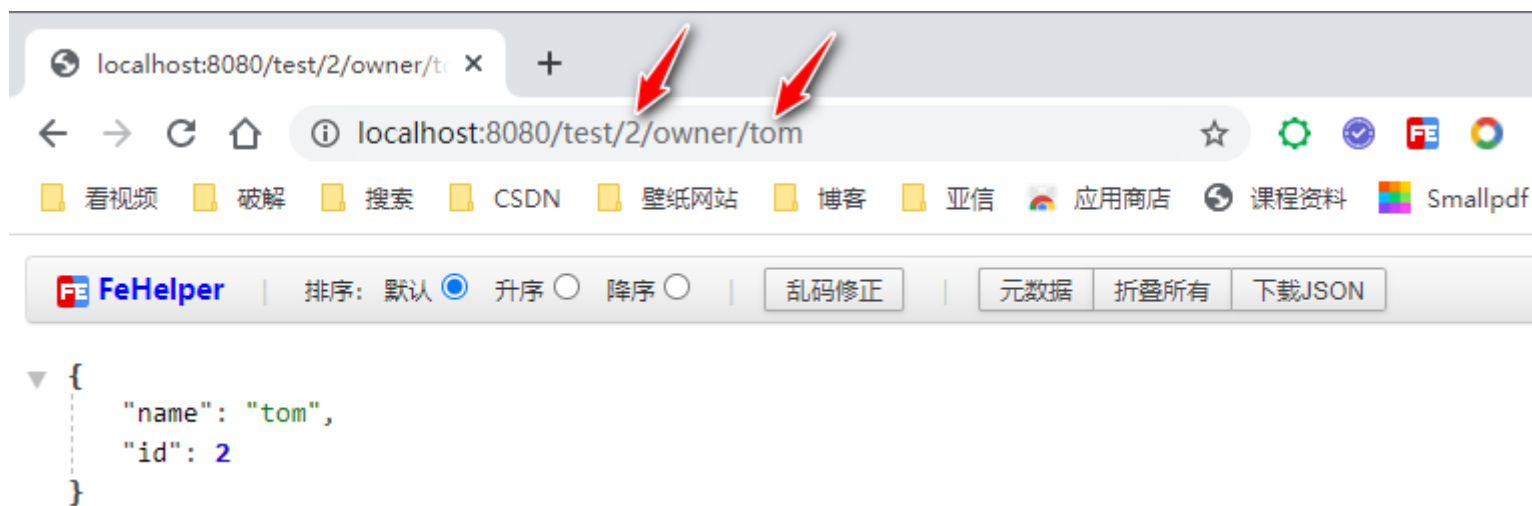 localhost:8080/test/2/owner/to
localhost:8080/test/2/owner/tom
看视频 破解 搜索 CSDN 壁纸网站 博客 亚信 应用商店 课程资料 Smallpdf
FE FeHelper | 排序: 默认 升序 降序 | 乱码修正 | 元数据 折叠所有 下载JSON
{
"name": "tom",
"id": 2
}